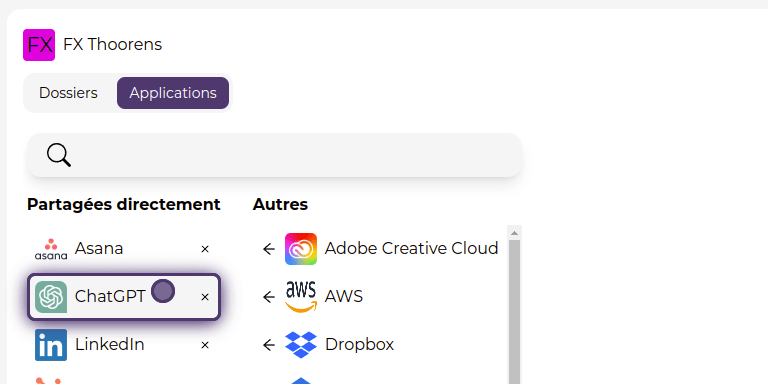 FX FX Thoorens
Dossiers Applications
Partagées directement
Asana
asana
ChatGPT
LinkedIn
in
Autres
Adobe Creative Cloud
aws
AWS
Dropbox